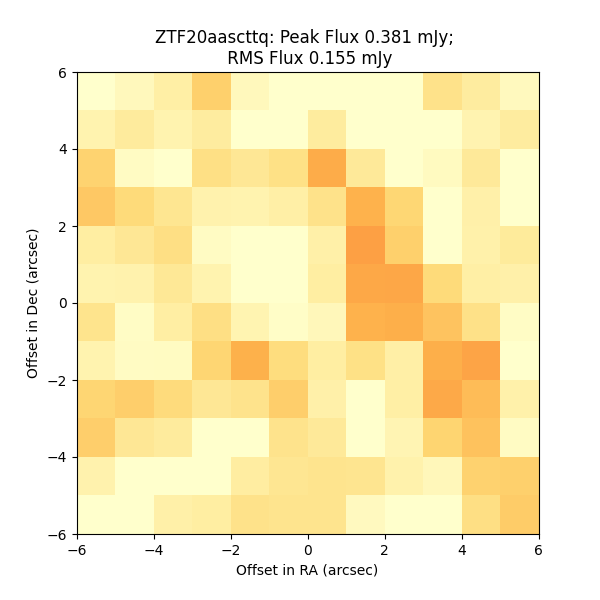 ZTF20aascttq: Peak Flux 0.381 mJy;
RMS Flux 0.155 mJy
6
4
2
0
−2
−4
−6
Offset in Dec (arcsec)
−6 −4 −2 0 2 4 6
Offset in RA (arcsec)